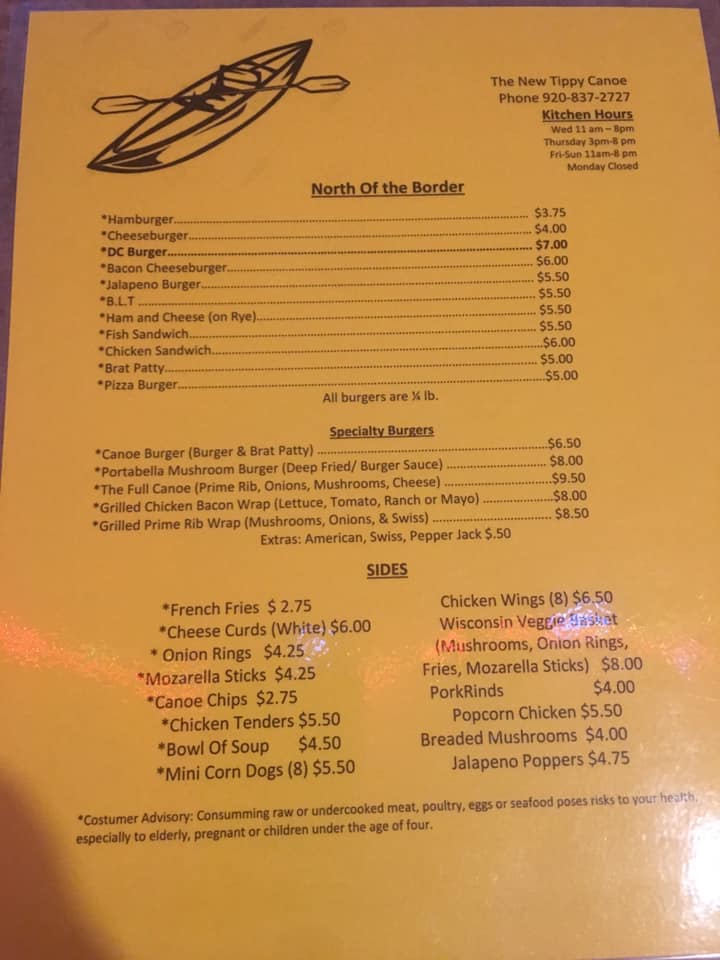 The New Tippy Canoe
Phone 920-837-2727
Kitchen Hours
Wed 11 am – 8pm
Thursday 3pm-8 pm
Fri-Sun 11am-8 pm
Monday Closed
North Of the Border
*Hamburger.......... $3.75
*Cheeseburger.......... $4.00
*DC Burger.......... $7.00
*Bacon Cheeseburger.......... $6.00
*Jalapeno Burger.......... $5.50
*B.L.T .......... $5.50
*Ham and Cheese (on Rye).......... $5.50
*Fish Sandwich.......... $5.50
*Chicken Sandwich..........$6.00
*Brat Patty.......... $5.00
*Pizza Burger..........$5.00
All burgers are ¼ lb.
Specialty Burgers
*Canoe Burger (Burger & Brat Patty) ..........$6.50
*Portabella Mushroom Burger (Deep Fried/ Burger Sauce) .......... $8.00
*The Full Canoe (Prime Rib, Onions, Mushrooms, Cheese) ..........$9.50
*Grilled Chicken Bacon Wrap (Lettuce, Tomato, Ranch or Mayo) ..........$8.00
*Grilled Prime Rib Wrap (Mushrooms, Onions, & Swiss) .......... $8.50
Extras: American, Swiss, Pepper Jack $.50
SIDES
*French Fries $ 2.75
*Cheese Curds (White) $6.00
* Onion Rings $4.25
*Mozarella Sticks $4.25
*Canoe Chips $2.75
*Chicken Tenders $5.50
*Bowl Of Soup $4.50
*Mini Corn Dogs (8) $5.50
Chicken Wings (8) $6.50
Wisconsin Veggie Basket
(Mushrooms, Onion Rings,
Fries, Mozarella Sticks) $8.00
PorkRinds $4.00
Popcorn Chicken $5.50
Breaded Mushrooms $4.00
Jalapeno Poppers $4.75
*Costumer Advisory: Consumming raw or undercooked meat, poultry, eggs or seafood poses risks to your health,
especially to elderly, pregnant or children under the age of four.